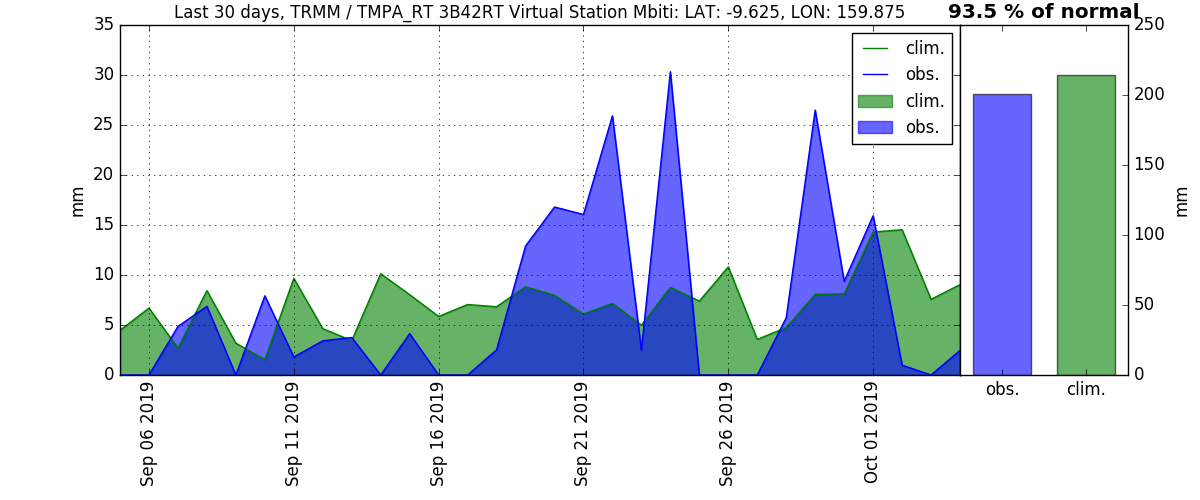 Last 30 days, TRMM / TMPA_RT 3B42RT Virtual Station Mbiti: LAT: -9.625, LON: 159.875
93.5 % of normal
35
30
25
20
15
10
5
0
mm
clim.
obs.
clim.
obs.
Sep 06 2019
Sep 11 2019
Sep 16 2019
Sep 21 2019
Sep 26 2019
Oct 01 2019
250
200
150
100
50
0
mm
obs.
clim.